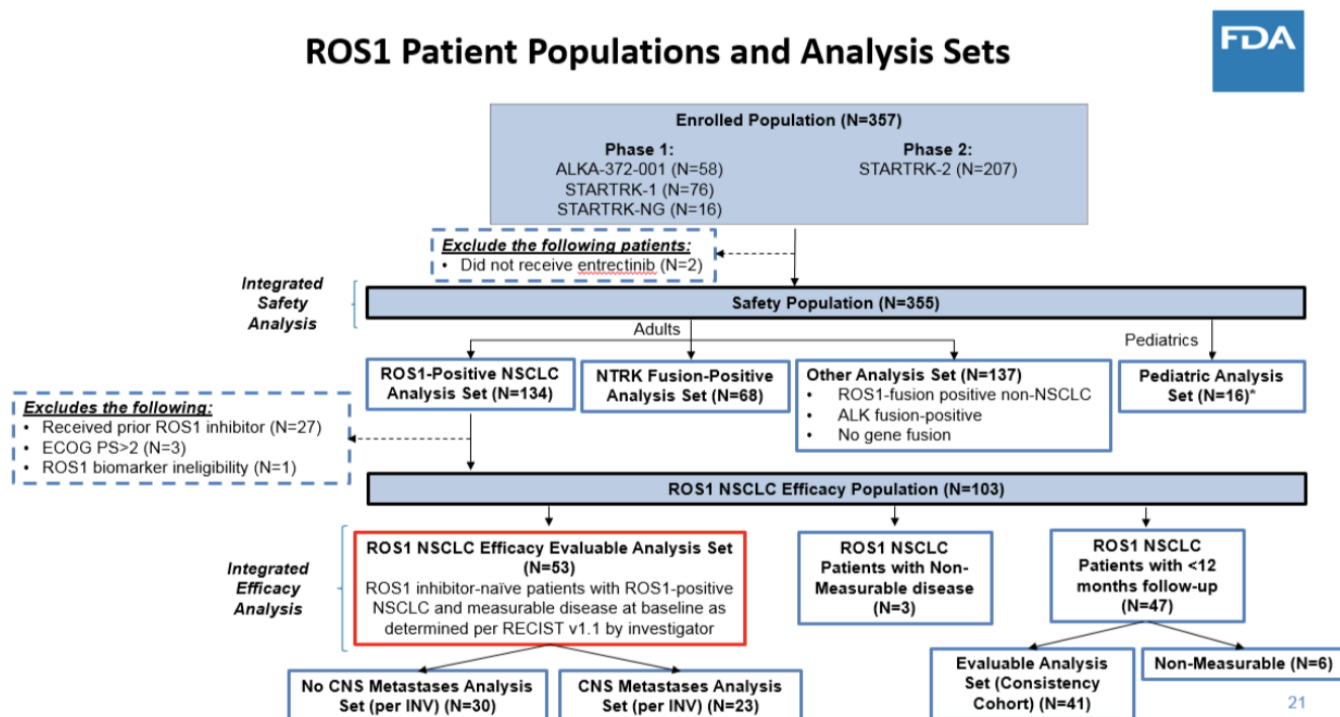 ROS1 Patient Populations and Analysis Sets
FDA
Enrolled Population (N=357)
Phase 1:
ALKA-372-001 (N=58)
STARTRK-1 (N=76)
STARTRK-NG (N=16)
Phase 2:
STARTRK-2 (N=207)
Exclude the following patients:
• Did not receive entrectinib (N=2)
Integrated
Safety
Analysis
Safety Population (N=355)
Adults
Pediatrics
ROS1-Positive NSCLC
Analysis Set (N=134)
NTRK Fusion-Positive
Analysis Set (N=68)
Other Analysis Set (N=137)
• ROS1-fusion positive non-NSCLC
• ALK fusion-positive
• No gene fusion
Pediatric Analysis
Set (N=16)*
Excludes the following:
• Received prior ROS1 inhibitor (N=27)
• ECOG PS>2 (N=3)
• ROS1 biomarker ineligibility (N=1)
ROS1 NSCLC Efficacy Population (N=103)
Integrated
Efficacy
Analysis
ROS1 NSCLC Efficacy Evaluable Analysis Set
(N=53)
ROS1 inhibitor-naïve patients with ROS1-positive
NSCLC and measurable disease at baseline as
determined per RECIST v1.1 by investigator
ROS1 NSCLC
Patients with Non-
Measurable disease
(N=3)
ROS1 NSCLC
Patients with <12
months follow-up
(N=47)
No CNS Metastases Analysis
Set (per INV) (N=30)
CNS Metastases Analysis
Set (per INV) (N=23)
Evaluable Analysis
Set (Consistency
Cohort) (N=41)
Non-Measurable (N=6)
21